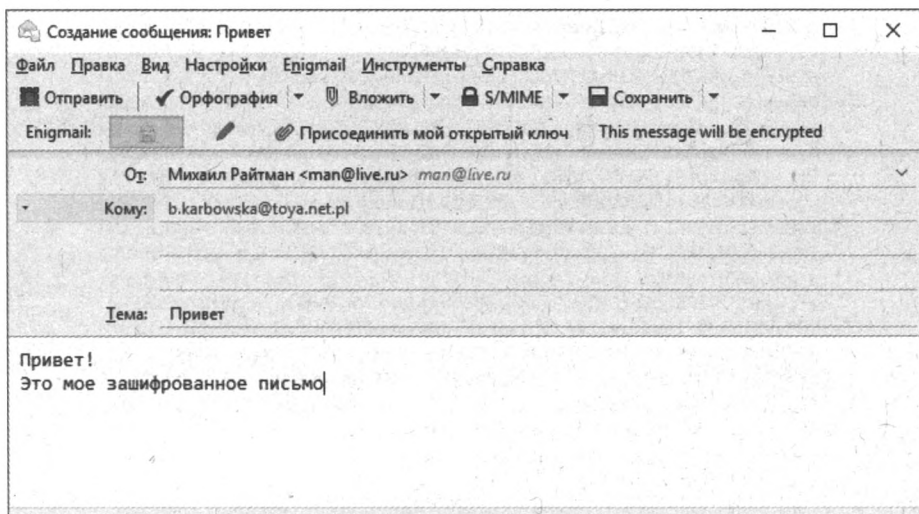 Создание сообщения: Привет
Файл Правка Вид Настройки Enigmail Инструменты Справка
Отправить Орфография Вложить S/MIME Сохранить
Enigmail: Присоединить мой открытый ключ This message will be encrypted
От: Михаил Райтман <man@live.ru> man@live.ru
Кому: b.karbowska@toya.net.pl
Тема: Привет
Привет!
Это мое зашифрованное письмо